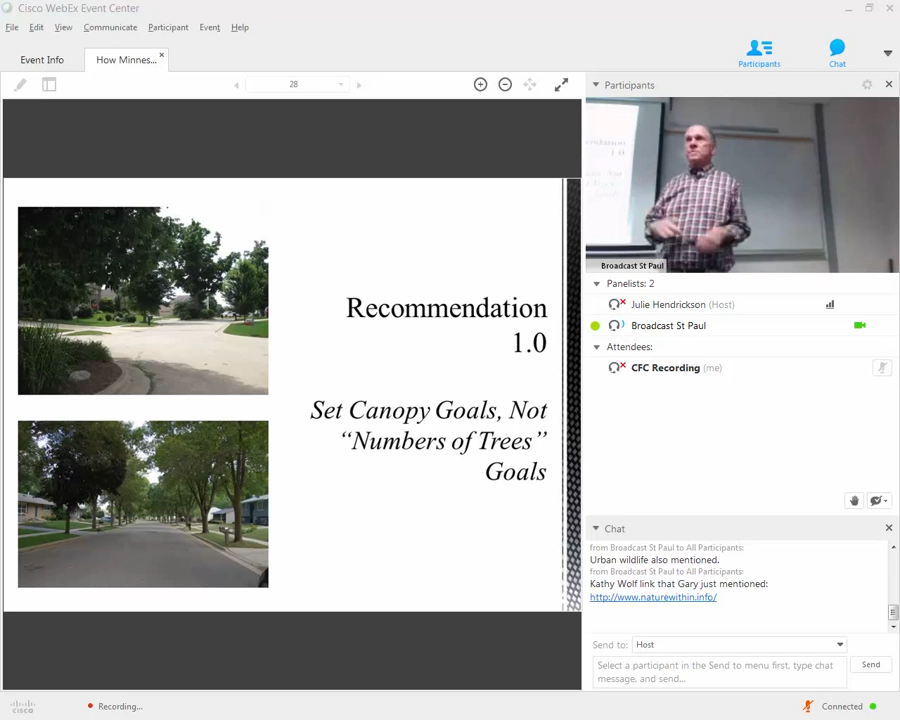 Cisco WebEx Event Center
File Edit View Communicate Participant Event Help
Event Info
How Minnes...
Participants
Chat
28
Participants
Broadcast St Paul
Panelists: 2
Julie Hendrickson (Host)
Broadcast St Paul
Attendees:
CFC Recording (me)
Recommendation
1.0
Set Canopy Goals, Not
“Numbers of Trees”
Goals
Chat
from Broadcast St Paul to All Participants:
Urban wildlife also mentioned.
from Broadcast St Paul to All Participants:
Kathy Wolf link that Gary just mentioned:
http://www.naturewithin.info/
Send to: Host
Select a participant in the Send to menu first, type chat
message, and send...
Send
cisco
Recording...
Connected